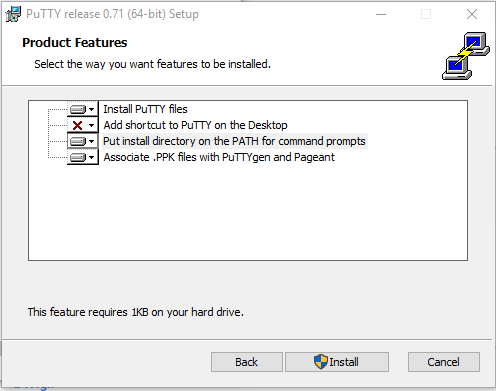 PuTTY release 0.71 (64-bit) Setup
Product Features
Select the way you want features to be installed.
Install PuTTY files
Add shortcut to PuTTY on the Desktop
Put install directory on the PATH for command prompts
Associate .PPK files with PuTTYgen and Pageant
This feature requires 1KB on your hard drive.
Back Install Cancel